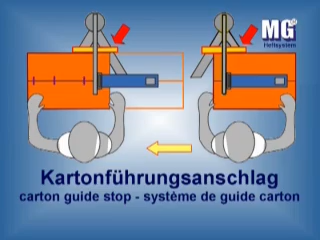 MG®
Heftsystem
Kartonführungsanschlag
carton guide stop - système de guide carton